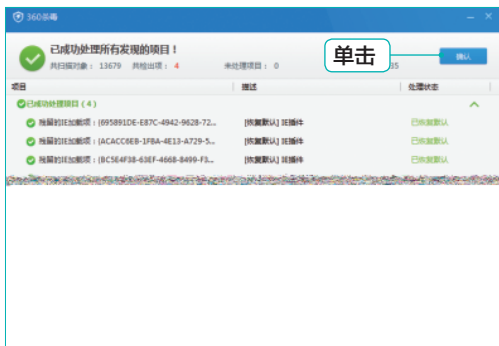 360杀毒
已成功处理所有发现的项目！
共扫描对象： 13679 共检出项： 4 未处理项目： 0
35
单击
确认
项目 描述 处理状态
已成功处理项目 ( 4 )
残留的IE加载项：{695891DE-E87C-4942-9628-72... [恢复默认] IE插件 已恢复默认
残留的IE加载项：{ACACC6EB-1FBA-4E13-A729-5... [恢复默认] IE插件 已恢复默认
残留的IE加载项：{BC5E4F38-63EF-4668-8499-F3... [恢复默认] IE插件 已恢复默认